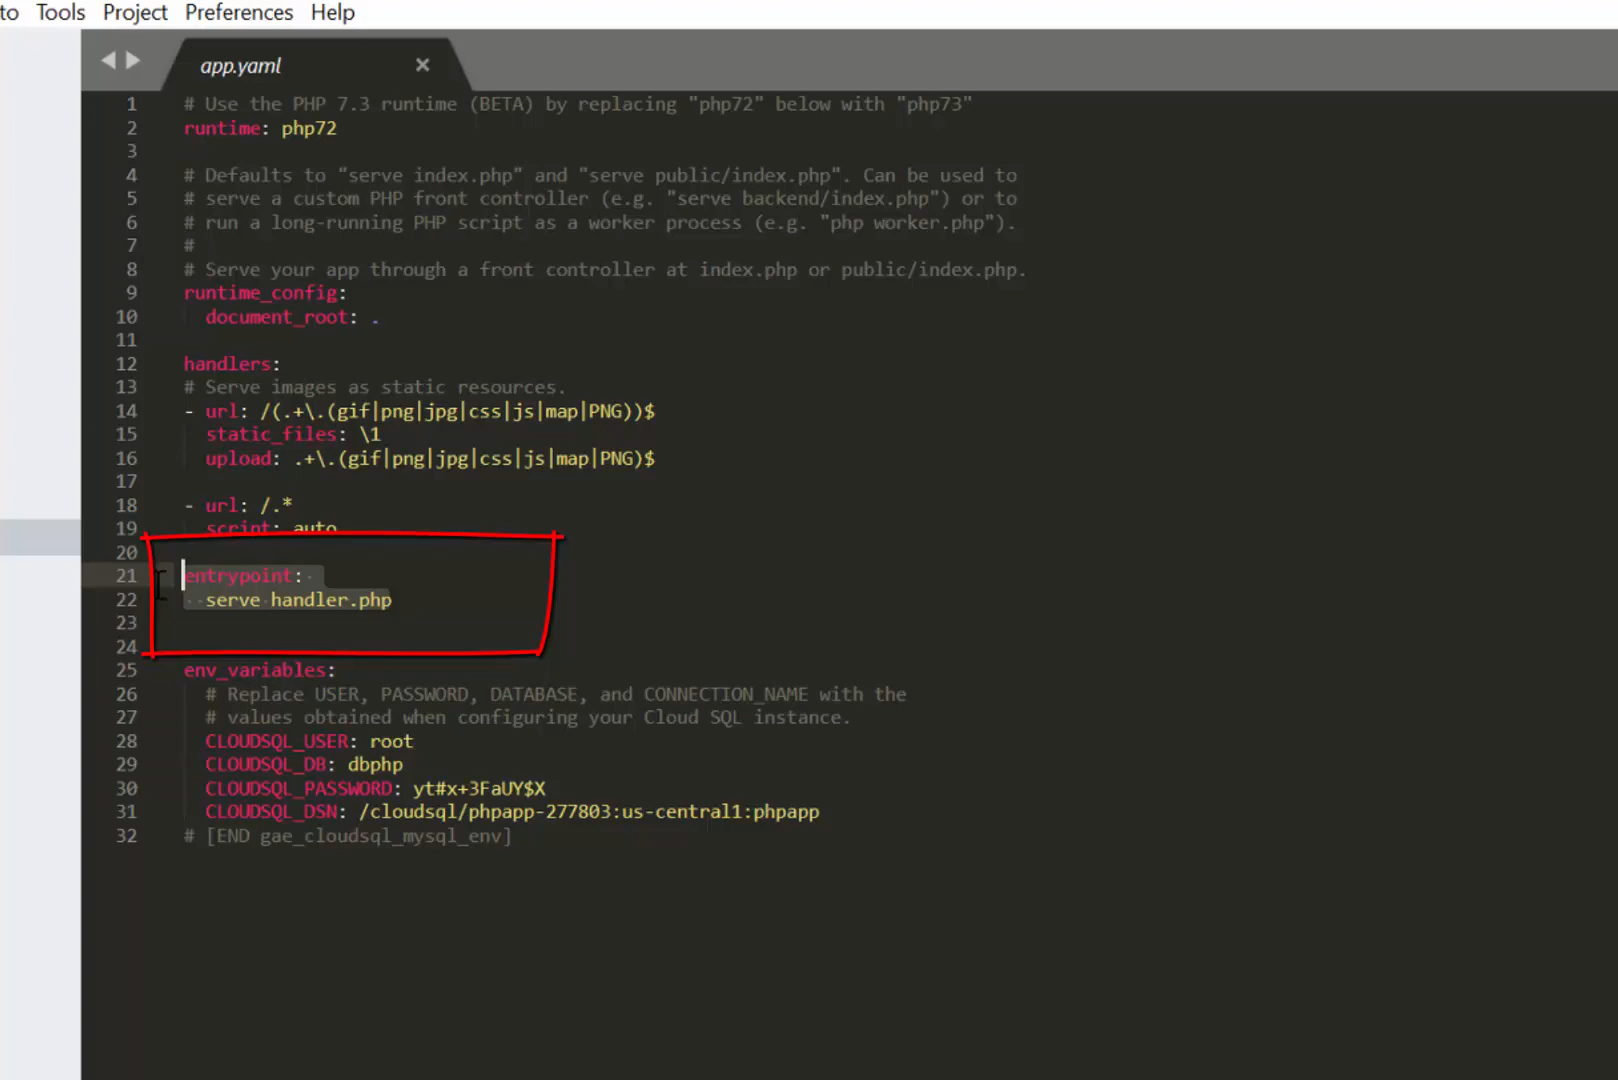 to Tools Project Preferences Help
app.yaml
1 # Use the PHP 7.3 runtime (BETA) by replacing "php72" below with "php73"
2 runtime: php72
3
4 # Defaults to "serve index.php" and "serve public/index.php". Can be used to
5 # serve a custom PHP front controller (e.g. "serve backend/index.php") or to
6 # run a long-running PHP script as a worker process (e.g. "php worker.php").
7 #
8 # Serve your app through a front controller at index.php or public/index.php.
9 runtime_config:
10 document_root: .
11
12 handlers:
13 # Serve images as static resources.
14 - url: /(.+\.(gif|png|jpg|css|js|map|PNG))$
15 static_files: \1
16 upload: .+\.(gif|png|jpg|css|js|map|PNG)$
17
18 - url: /.*
19 script: auto
20
21 entrypoint:
22 serve handler.php
23
24
25 env_variables:
26 # Replace USER, PASSWORD, DATABASE, and CONNECTION_NAME with the
27 # values obtained when configuring your Cloud SQL instance.
28 CLOUDSQL_USER: root
29 CLOUDSQL_DB: dbphp
30 CLOUDSQL_PASSWORD: yt#x+3FaUY$X
31 CLOUDSQL_DSN: /cloudsql/phpapp-277803:us-central1:phpapp
32 # [END gae_cloudsql_mysql_env]